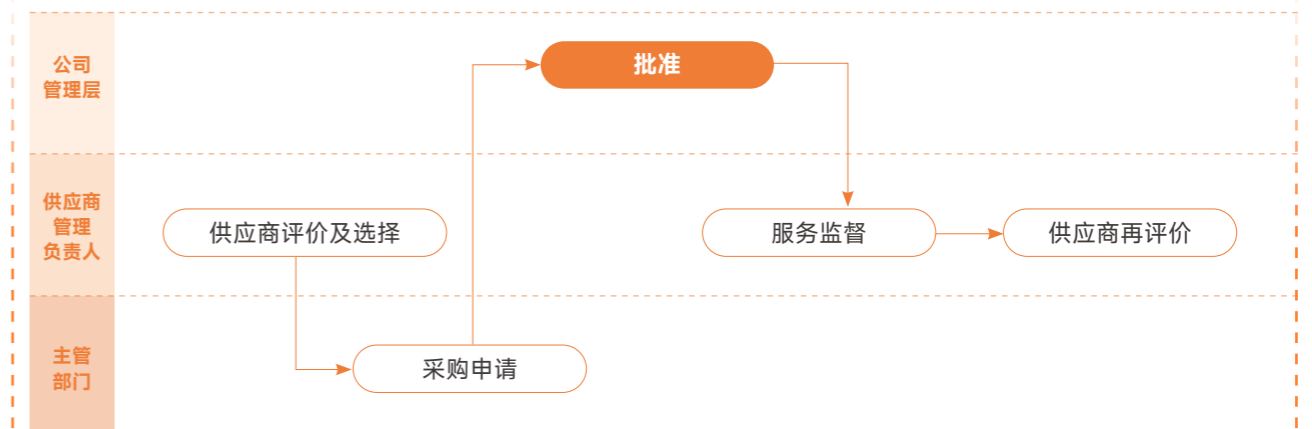 公司
管理层
批准
供应商
管理
负责人
供应商评价及选择
服务监督
供应商再评价
主管
部门
采购申请